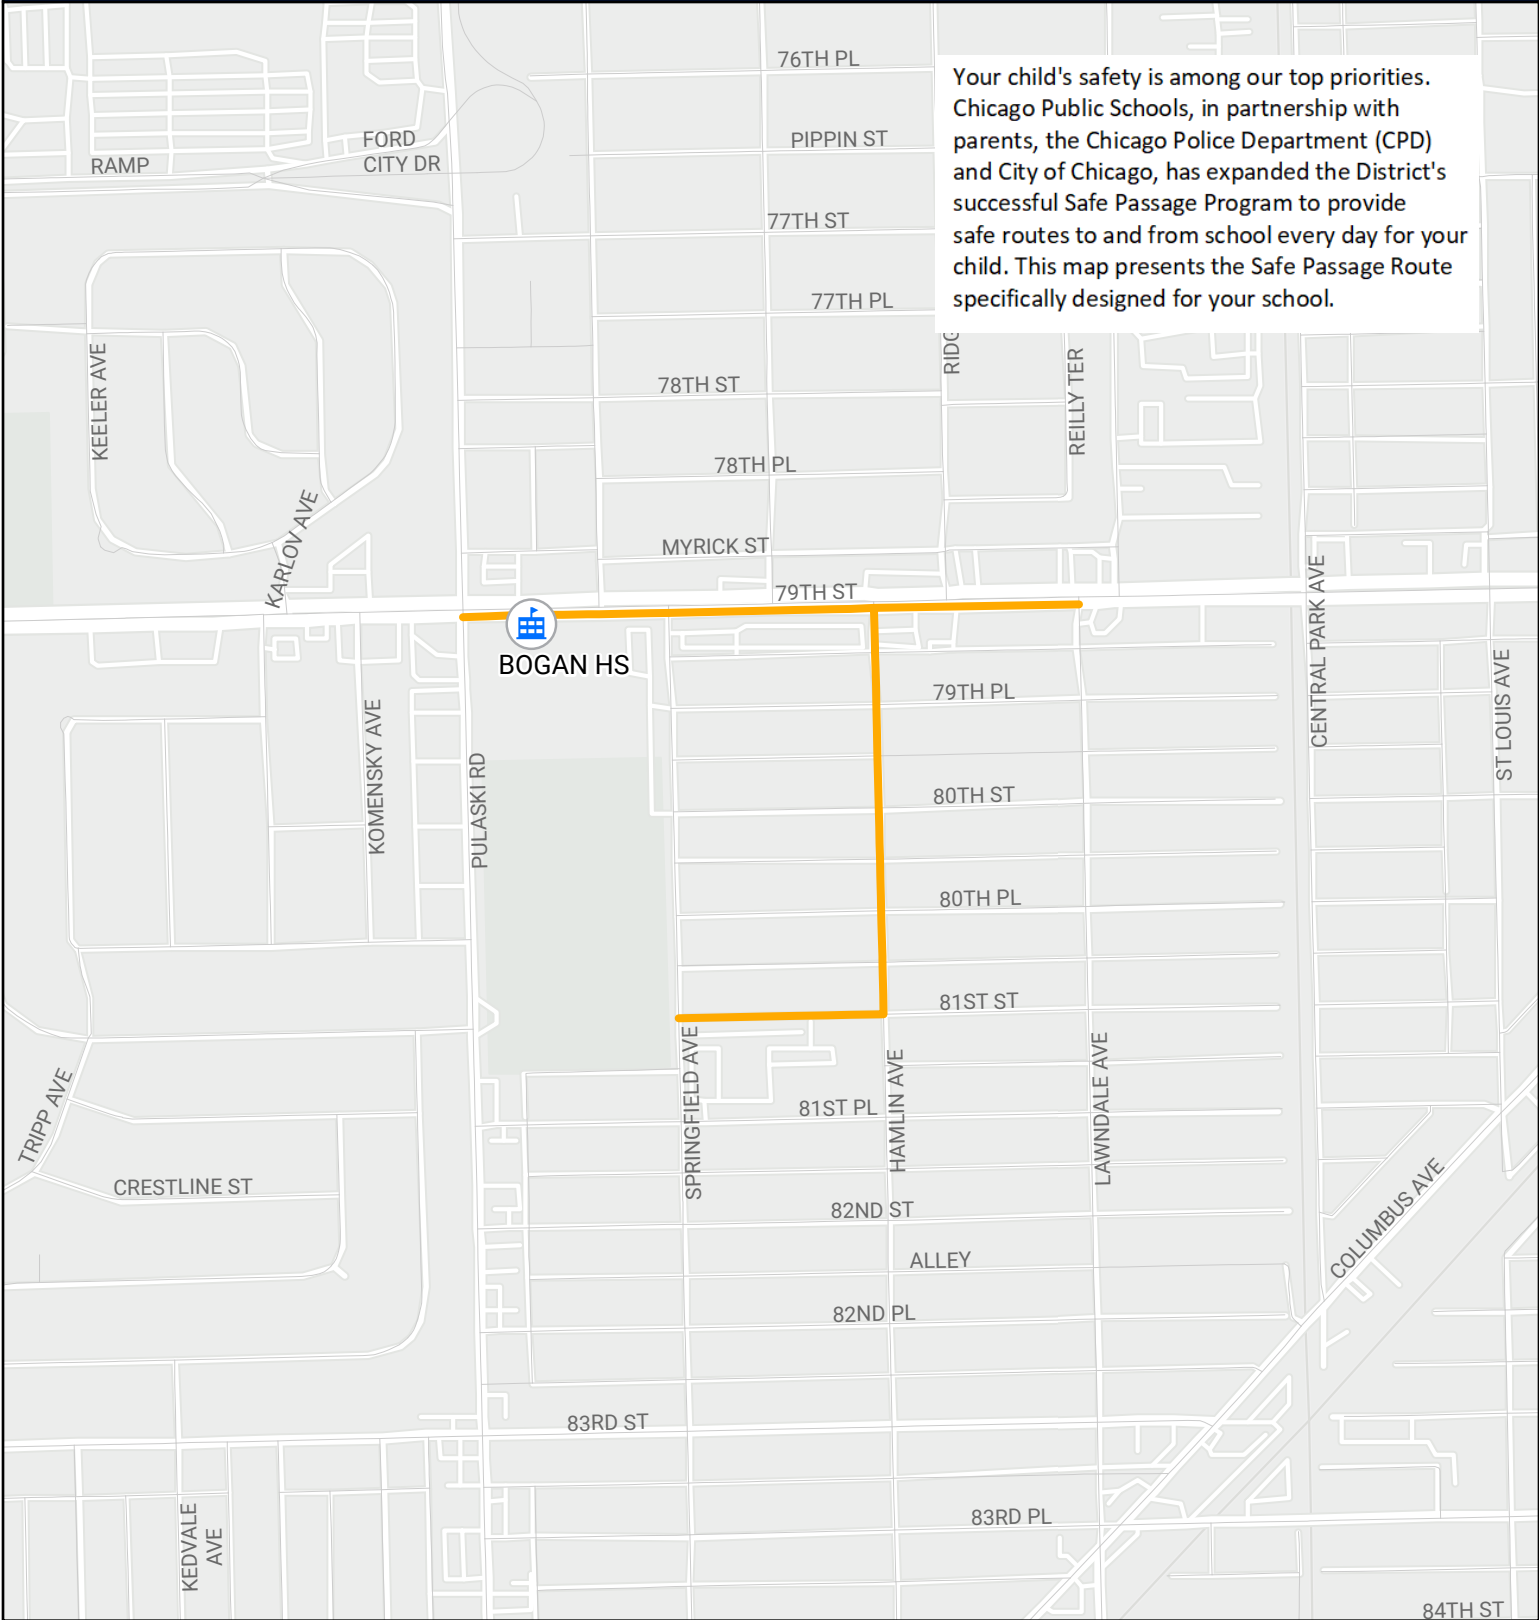 76TH PL
Your child's safety is among our top priorities.
Chicago Public Schools, in partnership with
parents, the Chicago Police Department (CPD)
and City of Chicago, has expanded the District's
successful Safe Passage Program to provide
safe routes to and from school every day for your
child. This map presents the Safe Passage Route
specifically designed for your school.
FORD
CITY DR
RAMP
PIPPIN ST
77TH ST
77TH PL
RIDG
REILLY TER
KEELER AVE
78TH ST
78TH PL
KARLOV AVE
MYRICK ST
79TH ST
CENTRAL PARK AVE
BOGAN HS
79TH PL
ST LOUIS AVE
KOMENSKY AVE
PULASKI RD
80TH ST
80TH PL
81ST ST
SPRINGFIELD AVE
HAMLIN AVE
LAWNDALE AVE
TRIPP AVE
81ST PL
CRESTLINE ST
COLUMBUS AVE
82ND ST
ALLEY
82ND PL
83RD ST
83RD PL
KEDVALE
AVE
84TH ST